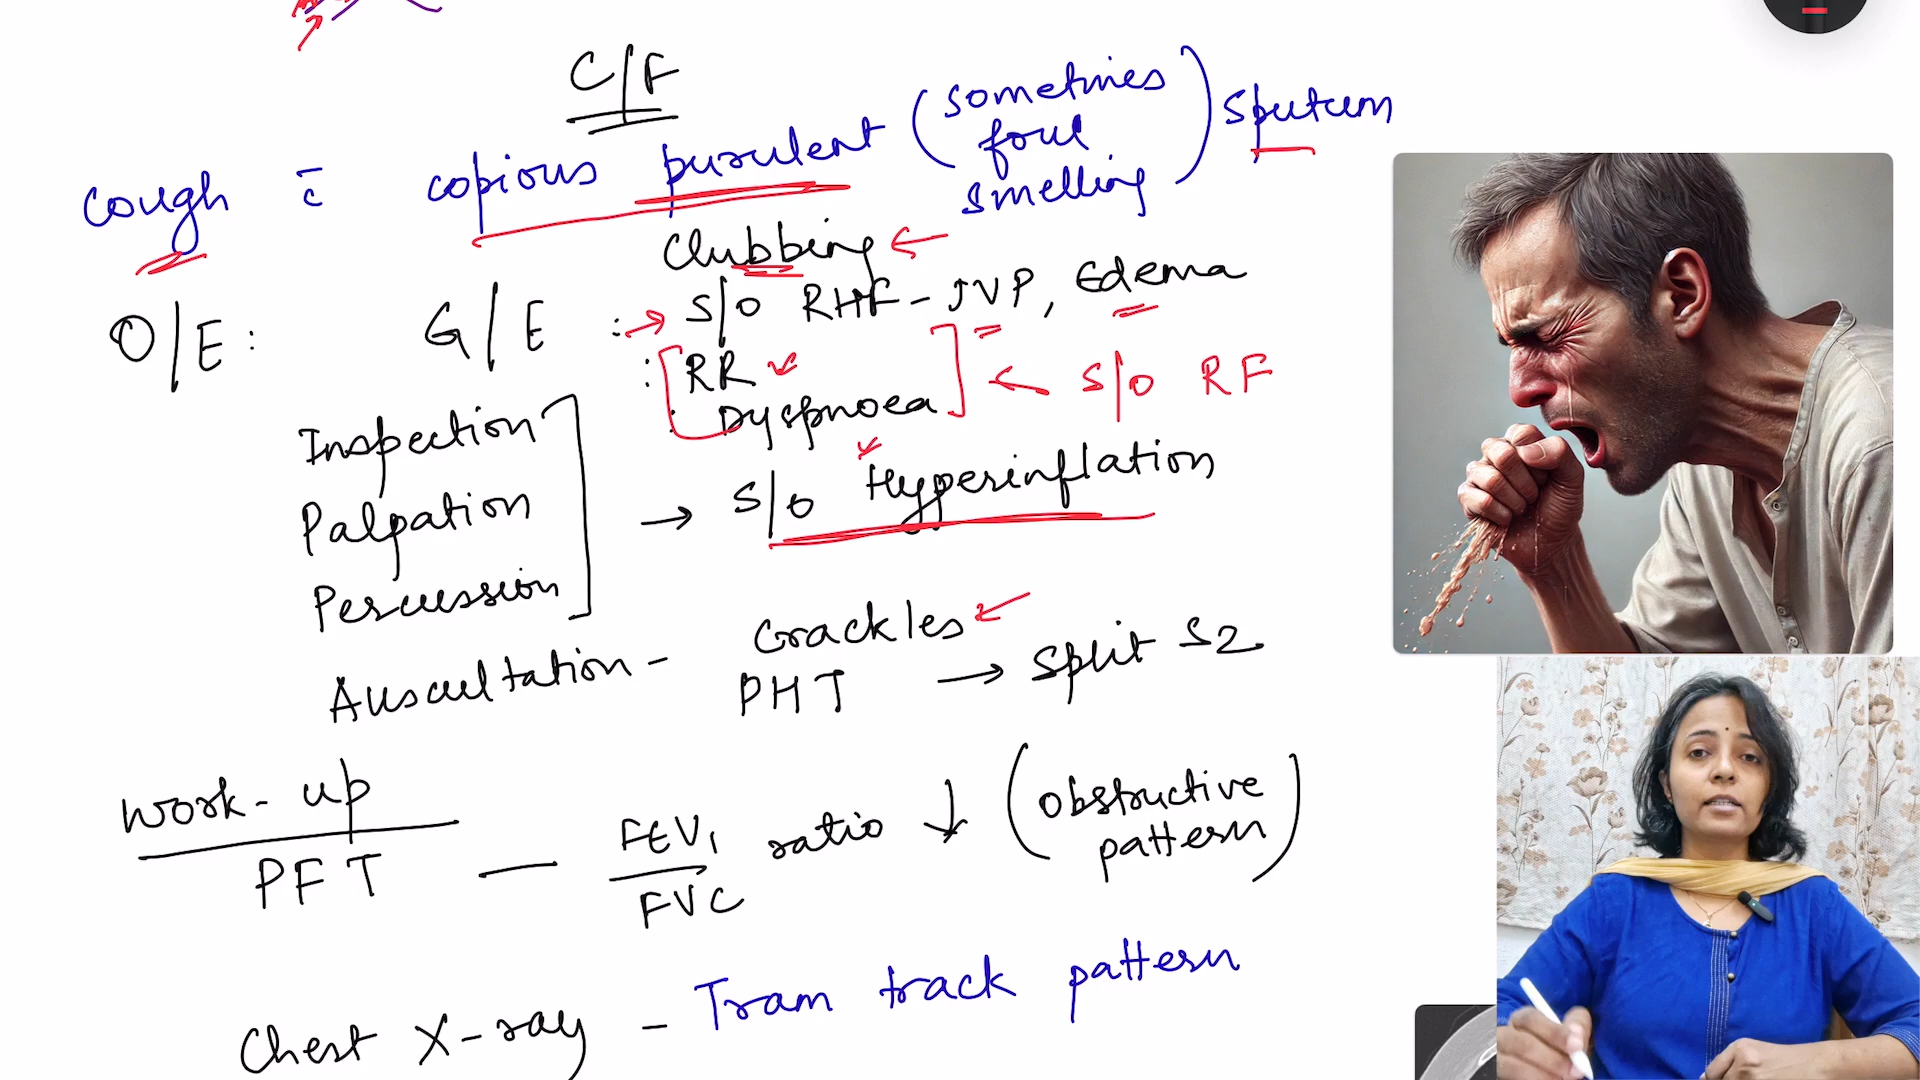 C/F
cough c̄ copious purulent (sometimes foul smelling) sputum
Clubbing
O/E: G/E : S/O RHF - JVP, Edema
: RR
: Dyspnoea S/O RF
Inspection
Palpation
Percussion
S/O Hyperinflation
Auscultation - Crackles
PHT → Split S2
Work-up
PFT — FEV1/FVC ratio ↓ (Obstructive pattern)
Chest X-ray - Tram track pattern